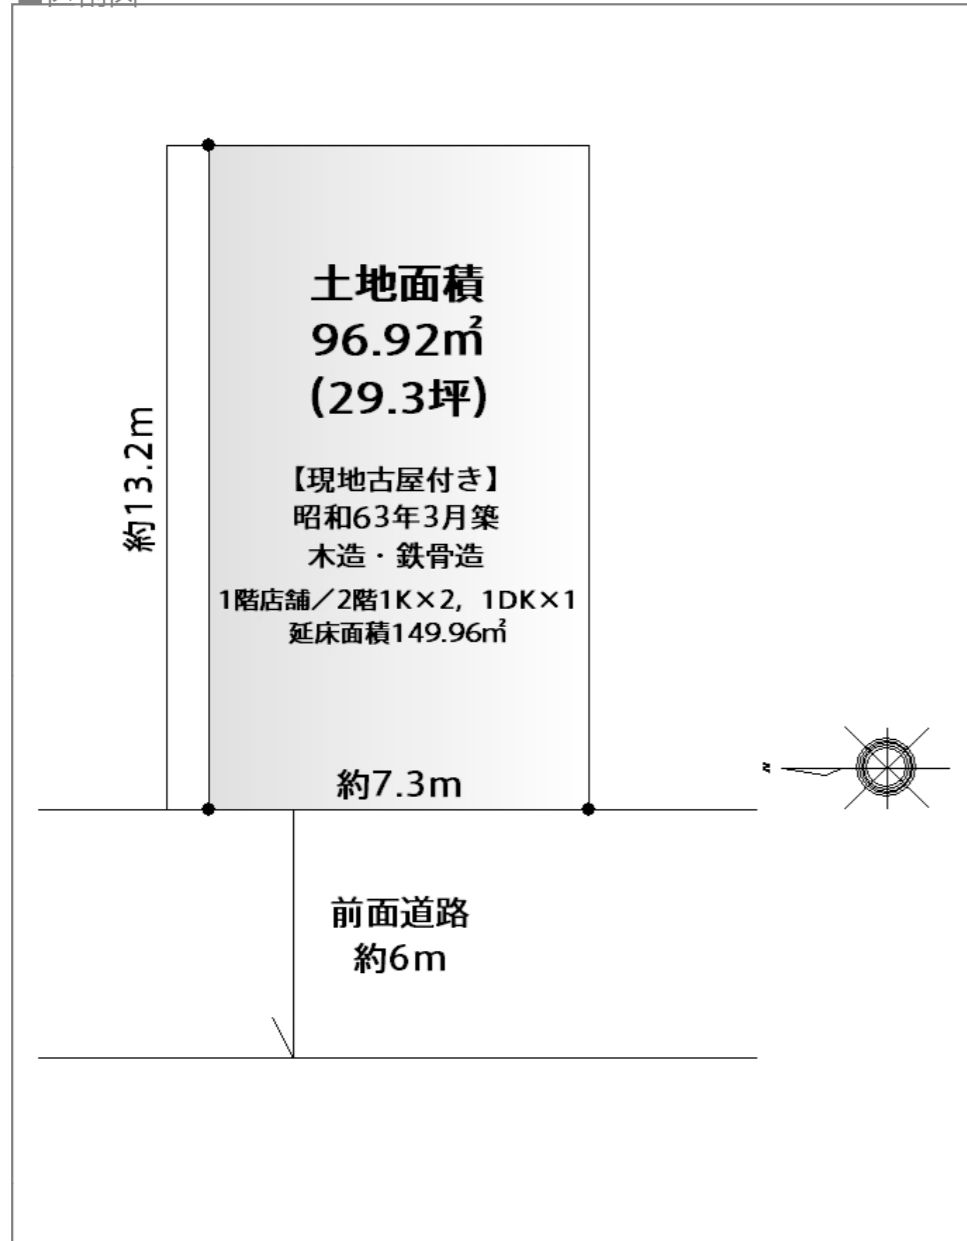 土地面積
96.92㎡
(29.3坪)
【現地古屋付き】
昭和63年3月築
木造・鉄骨造
1階店舗／2階1K×2，1DK×1
延床面積149.96㎡
約13.2m
約7.3m
N
前面道路
約6m